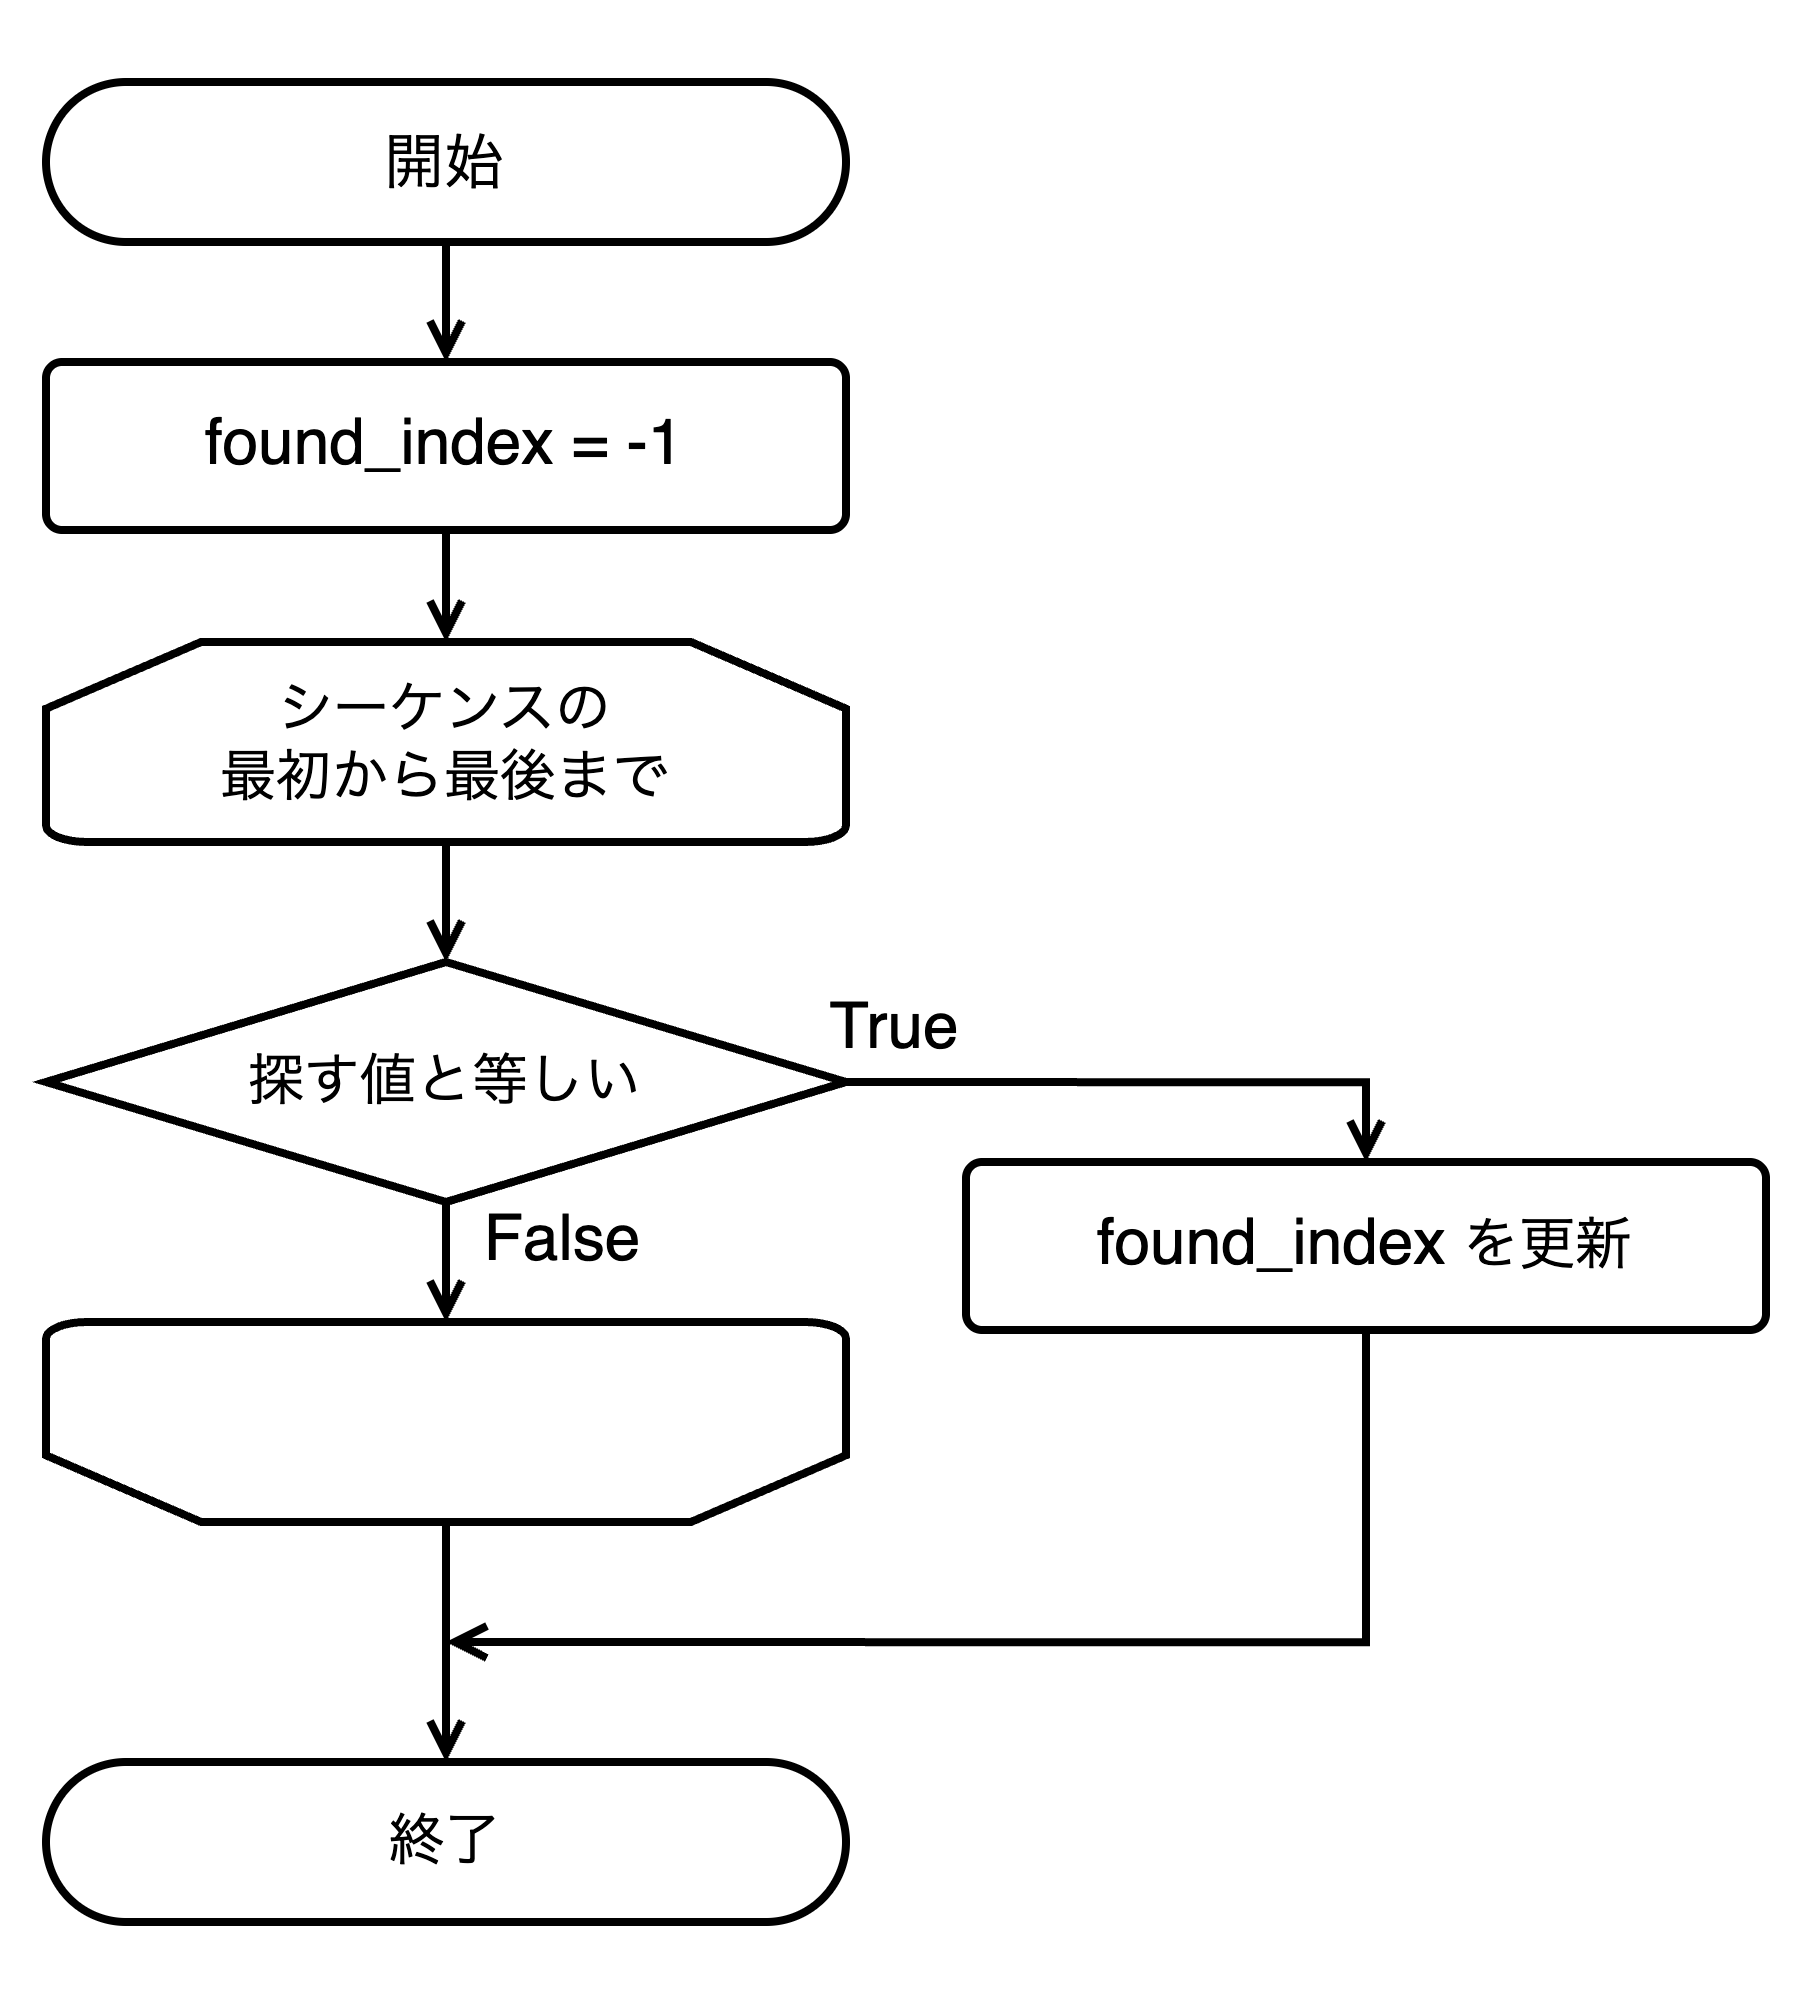 開始
found_index = -1
シーケンスの
最初から最後まで
探す値と等しい
True
False
found_index を更新
終了